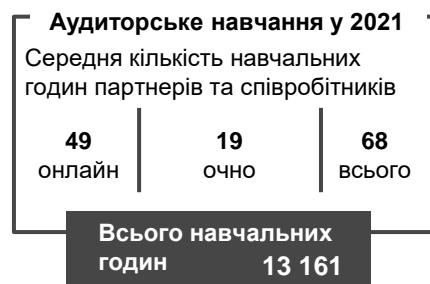 Аудиторське навчання у 2021
Середня кількість навчальних
годин партнерів та співробітників
49 19 68
онлайн очно всього
Всього навчальних
годин 13 161